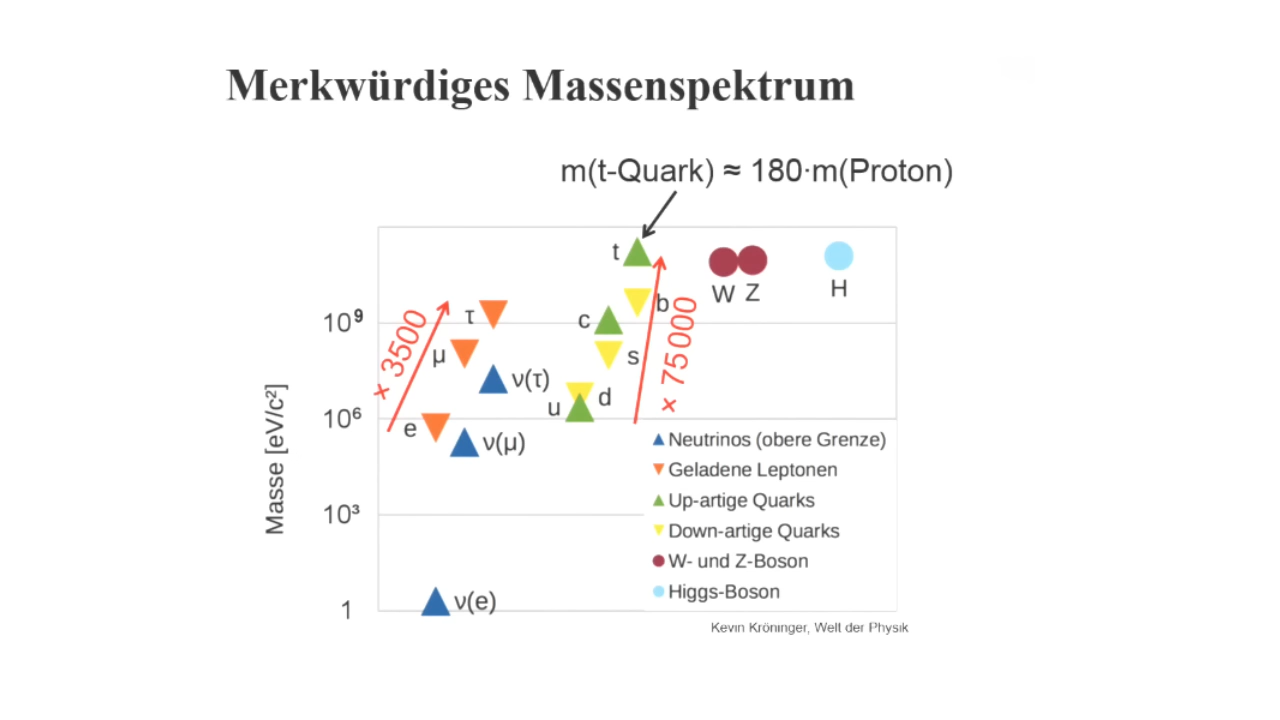 Merkwürdiges Massenspektrum
m(t-Quark) ≈ 180·m(Proton)
t
W Z
H
b
10⁹
τ
c
× 3500
× 75000
μ
s
ν(τ)
d
u
Masse [eV/c²]
10⁶
e
ν(μ)
Neutrinos (obere Grenze)
Geladene Leptonen
Up-artige Quarks
10³
Down-artige Quarks
W- und Z-Boson
Higgs-Boson
1
ν(e)
Kevin Kröninger, Welt der Physik